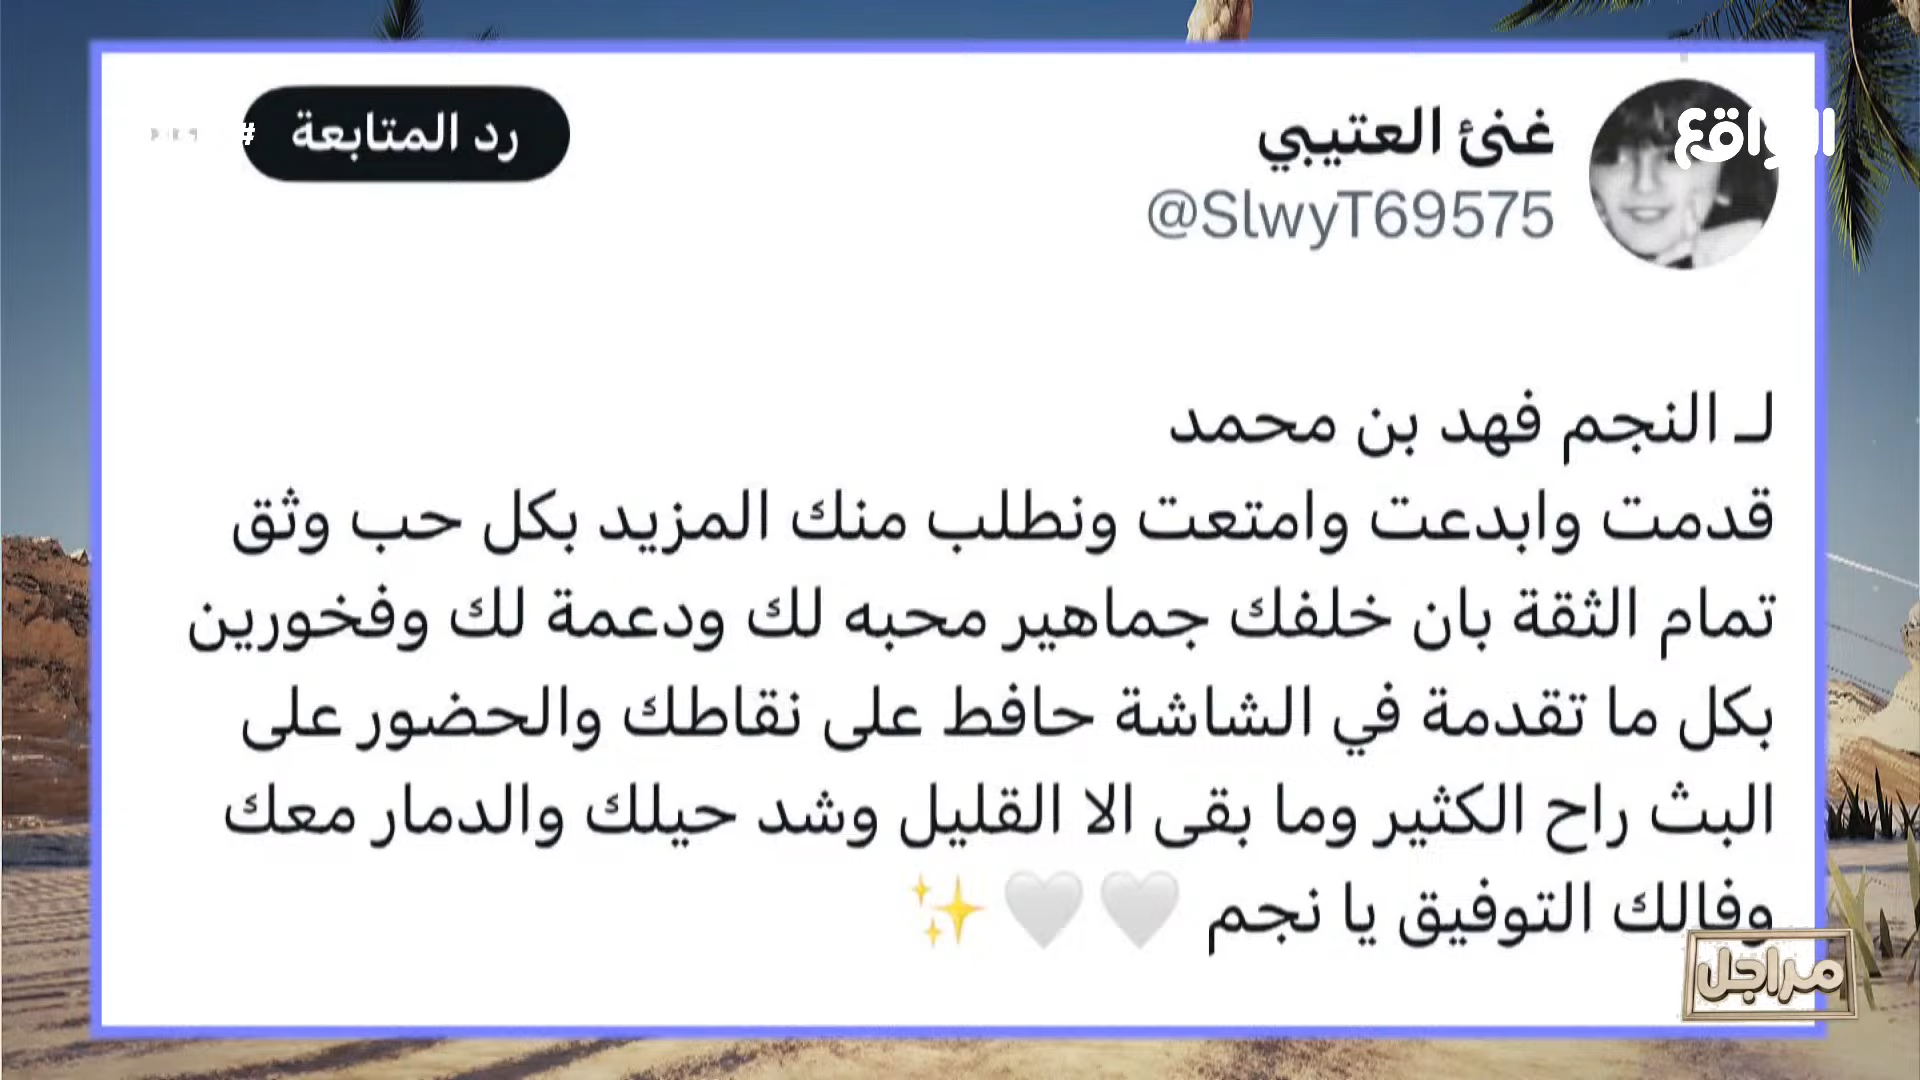 الواقع
غنئ العتيبي
@SlwyT69575
رد المتابعة
#
لـ النجم فهد بن محمد
قدمت وابدعت وامتعت ونطلب منك المزيد بكل حب وثق
تمام الثقة بان خلفك جماهير محبه لك ودعمة لك وفخورين
بكل ما تقدمة في الشاشة حافط على نقاطك والحضور على
البث راح الكثير وما بقى الا القليل وشد حيلك والدمار معك
وفالك التوفيق يا نجم 🤍🤍✨
مراجل